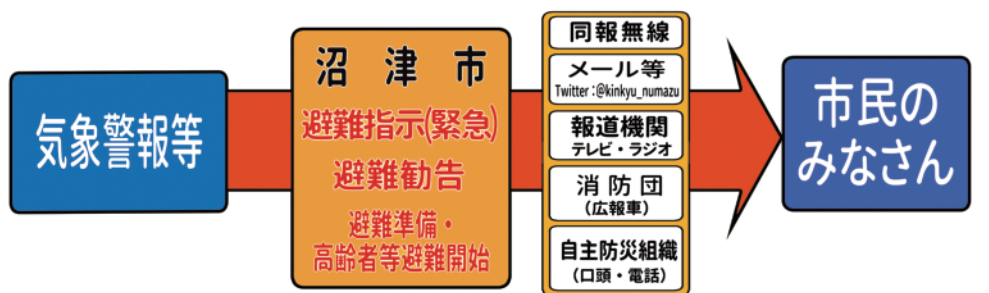 気象警報等
沼津市
避難指示(緊急)
避難勧告
避難準備・
高齢者等避難開始
同報無線
メール等
Twitter:@kinkyu_numazu
報道機関
テレビ・ラジオ
消防団
(広報車)
自主防災組織
(口頭・電話)
市民の
みなさん